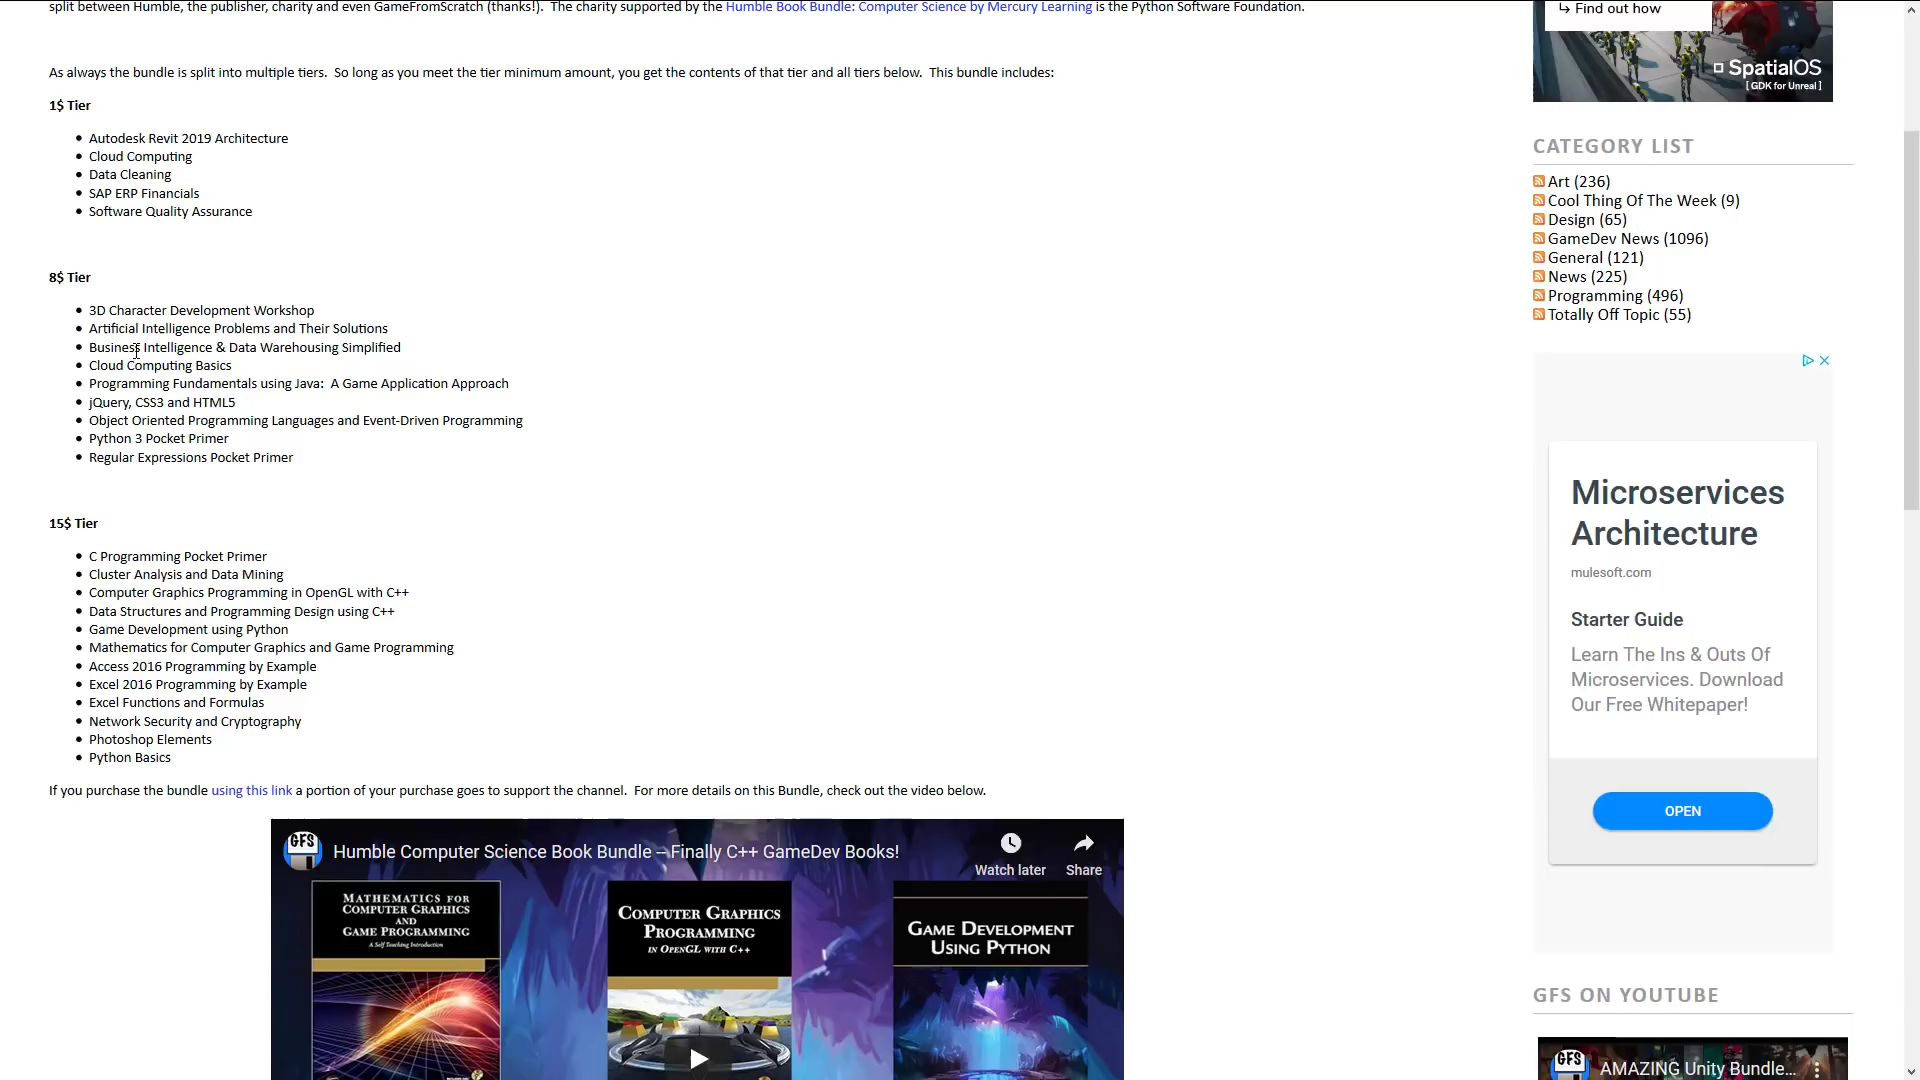 split between Humble, the publisher, charity and even GameFromScratch (thanks!).  The charity supported by the Humble Book Bundle: Computer Science by Mercury Learning is the Python Software Foundation.
As always the bundle is split into multiple tiers.  So long as you meet the tier minimum amount, you get the contents of that tier and all tiers below.  This bundle includes:
1$ Tier
Autodesk Revit 2019 Architecture
Cloud Computing
Data Cleaning
SAP ERP Financials
Software Quality Assurance
8$ Tier
3D Character Development Workshop
Artificial Intelligence Problems and Their Solutions
Business Intelligence & Data Warehousing Simplified
Cloud Computing Basics
Programming Fundamentals using Java:  A Game Application Approach
jQuery, CSS3 and HTML5
Object Oriented Programming Languages and Event-Driven Programming
Python 3 Pocket Primer
Regular Expressions Pocket Primer
15$ Tier
C Programming Pocket Primer
Cluster Analysis and Data Mining
Computer Graphics Programming in OpenGL with C++
Data Structures and Programming Design using C++
Game Development using Python
Mathematics for Computer Graphics and Game Programming
Access 2016 Programming by Example
Excel 2016 Programming by Example
Excel Functions and Formulas
Network Security and Cryptography
Photoshop Elements
Python Basics
If you purchase the bundle using this link a portion of your purchase goes to support the channel.  For more details on this Bundle, check out the video below.
GFS
Humble Computer Science Book Bundle – Finally C++ GameDev Books!
Watch later
Share
MATHEMATICS FOR
COMPUTER GRAPHICS
AND
GAME PROGRAMMING
A Self Teaching Introduction
COMPUTER GRAPHICS
PROGRAMMING
IN OPENGL WITH C++
GAME DEVELOPMENT
USING PYTHON
↳ Find out how
SpatialOS
[ GDK for Unreal ]
CATEGORY LIST
Art (236)
Cool Thing Of The Week (9)
Design (65)
GameDev News (1096)
General (121)
News (225)
Programming (496)
Totally Off Topic (55)
Microservices
Architecture
mulesoft.com
Starter Guide
Learn The Ins & Outs Of
Microservices. Download
Our Free Whitepaper!
OPEN
GFS ON YOUTUBE
GFS
AMAZING Unity Bundle...